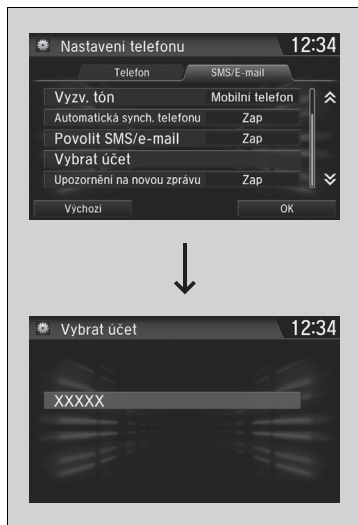 Nastavení telefonu 12:34
Telefon SMS/E-mail
Vyzv. tón Mobilní telefon
Automatická synch. telefonu Zap
Povolit SMS/e-mail Zap
Vybrat účet
Upozornění na novou zprávu Zap
Výchozí OK
Vybrat účet 12:34
XXXXX